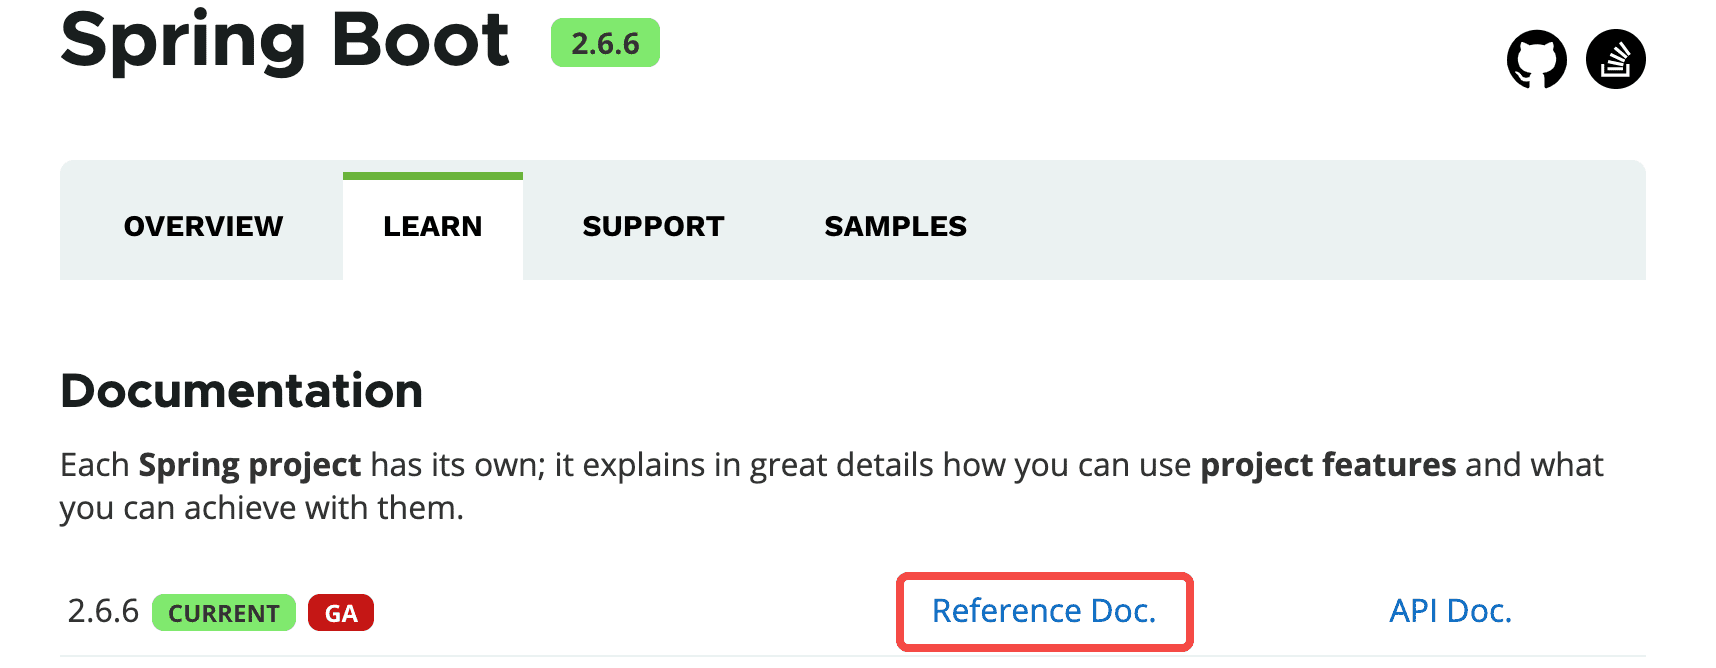 Spring Boot 2.6.6
OVERVIEW LEARN SUPPORT SAMPLES
Documentation
Each Spring project has its own; it explains in great details how you can use project features and what
you can achieve with them.
2.6.6 CURRENT GA Reference Doc. API Doc.